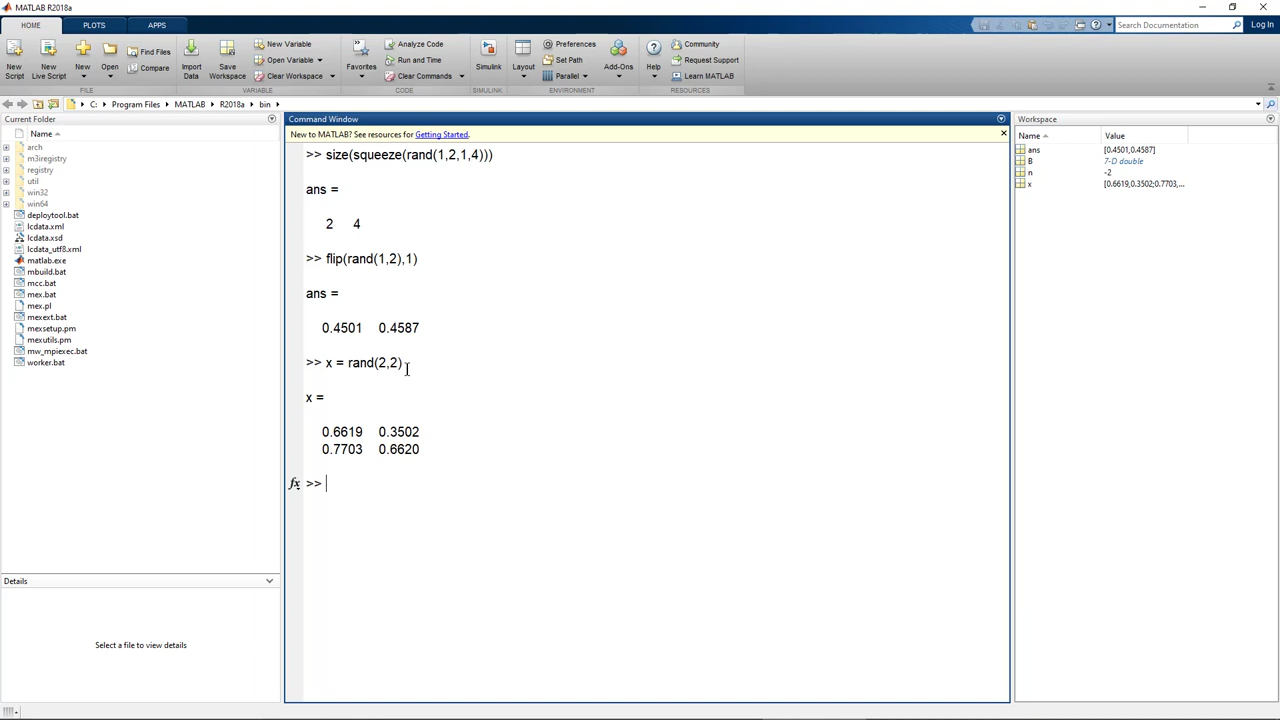 MATLAB R2018a
HOME PLOTS APPS Search Documentation Log In
New Script
New Live Script
New
Open
Find Files
Compare
FILE
Import Data
Save Workspace
New Variable
Open Variable
Clear Workspace
VARIABLE
Favorites
Analyze Code
Run and Time
Clear Commands
CODE
Simulink
SIMULINK
Layout
Preferences
Set Path
Parallel
Add-Ons
ENVIRONMENT
Help
Community
Request Support
Learn MATLAB
RESOURCES
C: Program Files MATLAB R2018a bin
Current Folder
Name
arch
m3iregistry
registry
util
win32
win64
deploytool.bat
lcdata.xml
lcdata.xsd
lcdata_utf8.xml
matlab.exe
mbuild.bat
mcc.bat
mex.bat
mex.pl
mexext.bat
mexsetup.pm
mexutils.pm
mw_mpiexec.bat
worker.bat
Details
Select a file to view details
Command Window
New to MATLAB? See resources for Getting Started.
>> size(squeeze(rand(1,2,1,4)))
ans =
2 4
>> flip(rand(1,2),1)
ans =
0.4501 0.4587
>> x = rand(2,2)
x =
0.6619 0.3502
0.7703 0.6620
fx >>
Workspace
Name Value
ans [0.4501,0.4587]
B 7-D double
n -2
x [0.6619,0.3502;0.7703,...